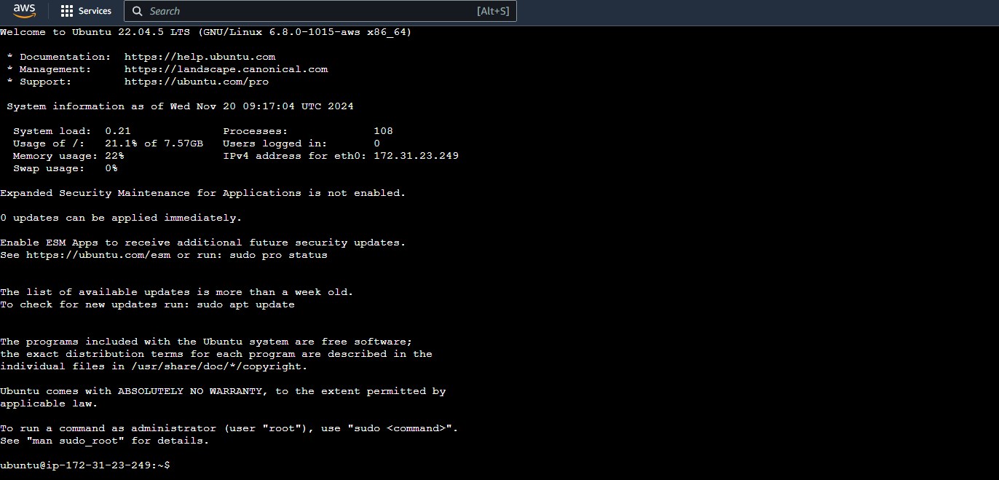 aws
Services
Search
[Alt+S]
Welcome to Ubuntu 22.04.5 LTS (GNU/Linux 6.8.0-1015-aws x86_64)
* Documentation:  https://help.ubuntu.com
* Management:     https://landscape.canonical.com
* Support:        https://ubuntu.com/pro
System information as of Wed Nov 20 09:17:04 UTC 2024
System load:  0.21              Processes:             108
Usage of /:   21.1% of 7.57GB   Users logged in:       0
Memory usage: 22%               IPv4 address for eth0: 172.31.23.249
Swap usage:   0%
Expanded Security Maintenance for Applications is not enabled.
0 updates can be applied immediately.
Enable ESM Apps to receive additional future security updates.
See https://ubuntu.com/esm or run: sudo pro status
The list of available updates is more than a week old.
To check for new updates run: sudo apt update
The programs included with the Ubuntu system are free software;
the exact distribution terms for each program are described in the
individual files in /usr/share/doc/*/copyright.
Ubuntu comes with ABSOLUTELY NO WARRANTY, to the extent permitted by
applicable law.
To run a command as administrator (user "root"), use "sudo <command>".
See "man sudo_root" for details.
ubuntu@ip-172-31-23-249:~$